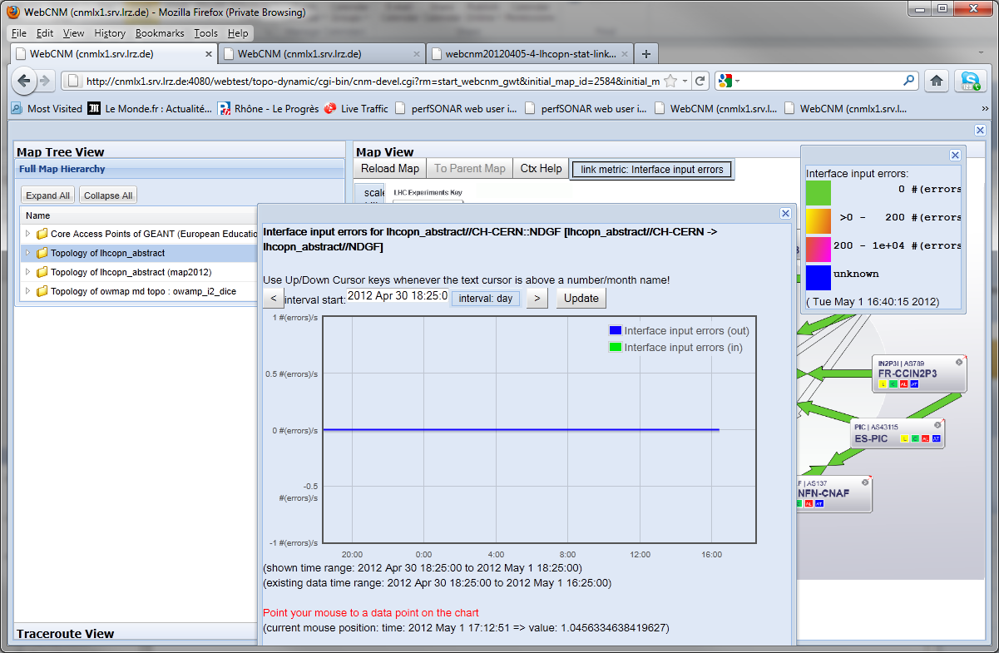 WebCNM (cnmlx1.srv.lrz.de) - Mozilla Firefox (Private Browsing)
File Edit View History Bookmarks Tools Help
WebCNM (cnmlx1.srv.lrz.de) WebCNM (cnmlx1.srv.lrz.de) webcnm20120405-4-lhcopn-stat-link...
http://cnmlx1.srv.lrz.de:4080/webtest/topo-dynamic/cgi-bin/cnm-devel.cgi?rm=start_webcnm_gwt&initial_map_id=2584&initial_m
Most Visited Le Monde.fr : Actualité... Rhône - Le Progrès Live Traffic perfSONAR web user i... perfSONAR web user i... WebCNM (cnmlx1.srv.l... WebCNM (cnmlx1.srv.l... »
Map Tree View
Full Map Hierarchy
Expand All Collapse All
Name
Core Access Points of GEANT (European Educatio
Topology of lhcopn_abstract
Topology of lhcopn_abstract (map2012)
Topology of owmap md topo : owamp_i2_dice
Traceroute View
Map View
Reload Map To Parent Map Ctx Help link metric: Interface input errors
scale
LHC Experiments Key
Interface input errors:
0 #(errors
>0 - 200 #(errors
200 - 1e+04 #(errors
unknown
( Tue May 1 16:40:15 2012)
Interface input errors for lhcopn_abstract//CH-CERN::NDGF [lhcopn_abstract//CH-CERN ->
lhcopn_abstract//NDGF]
Use Up/Down Cursor keys whenever the text cursor is above a number/month name!
< interval start: 2012 Apr 30 18:25:0 interval: day > Update
1 #(errors)/s
Interface input errors (out)
Interface input errors (in)
0.5 #(errors)/s
0 #(errors)/s
-0.5
#(errors)/s
-1 #(errors)/s
20:00 0:00 4:00 8:00 12:00 16:00
(shown time range: 2012 Apr 30 18:25:00 to 2012 May 1 18:25:00)
(existing data time range: 2012 Apr 30 18:25:00 to 2012 May 1 16:25:00)
Point your mouse to a data point on the chart
(current mouse position: time: 2012 May 1 17:12:51 => value: 1.0456334638419627)
IN2P3I | AS789
FR-CCIN2P3
L C AL AT
PIC | AS43115
ES-PIC L C AL AT
F | AS137
NFN-CNAF
C AL AT